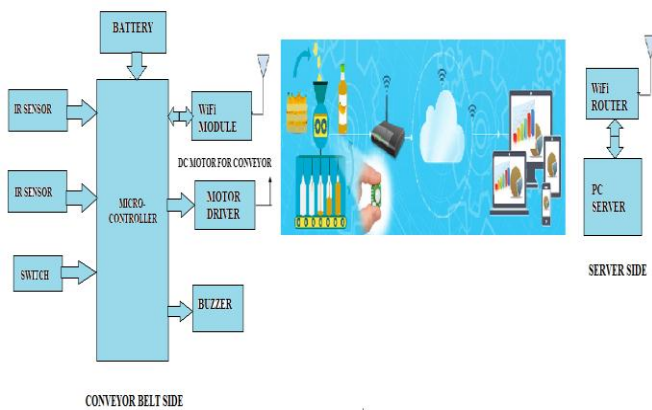 BATTERY
IR SENSOR
WiFi
MODULE
DC MOTOR FOR CONVEYOR
IR SENSOR
MICRO-
CONTROLLER
MOTOR
DRIVER
SWITCH
BUZZER
CONVEYOR BELT SIDE
WiFi
ROUTER
PC
SERVER
SERVER SIDE